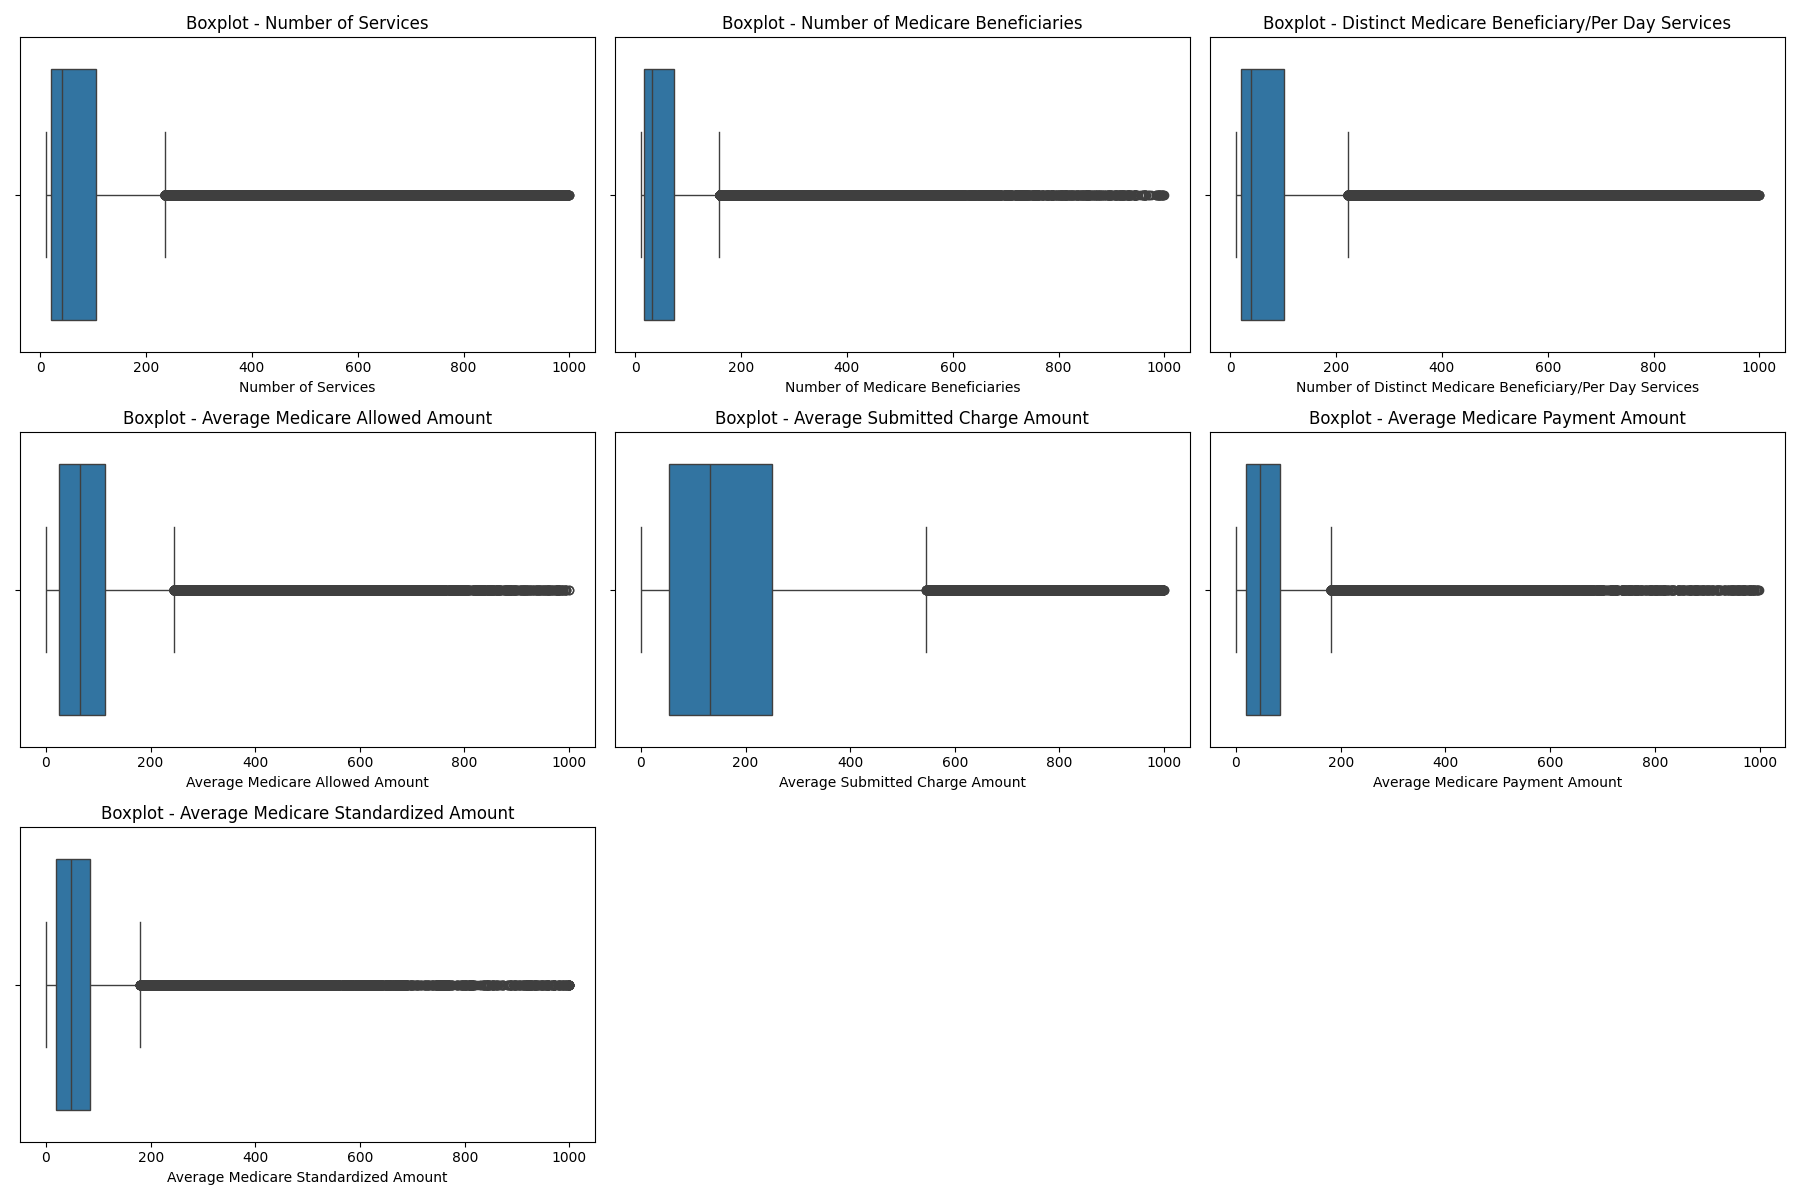 Boxplot - Number of Services
Boxplot - Number of Medicare Beneficiaries
Boxplot - Distinct Medicare Beneficiary/Per Day Services
0 200 400 600 800 1000
0 200 400 600 800 1000
0 200 400 600 800 1000
Number of Services
Number of Medicare Beneficiaries
Number of Distinct Medicare Beneficiary/Per Day Services
Boxplot - Average Medicare Allowed Amount
Boxplot - Average Submitted Charge Amount
Boxplot - Average Medicare Payment Amount
0 200 400 600 800 1000
0 200 400 600 800 1000
0 200 400 600 800 1000
Average Medicare Allowed Amount
Average Submitted Charge Amount
Average Medicare Payment Amount
Boxplot - Average Medicare Standardized Amount
0 200 400 600 800 1000
Average Medicare Standardized Amount